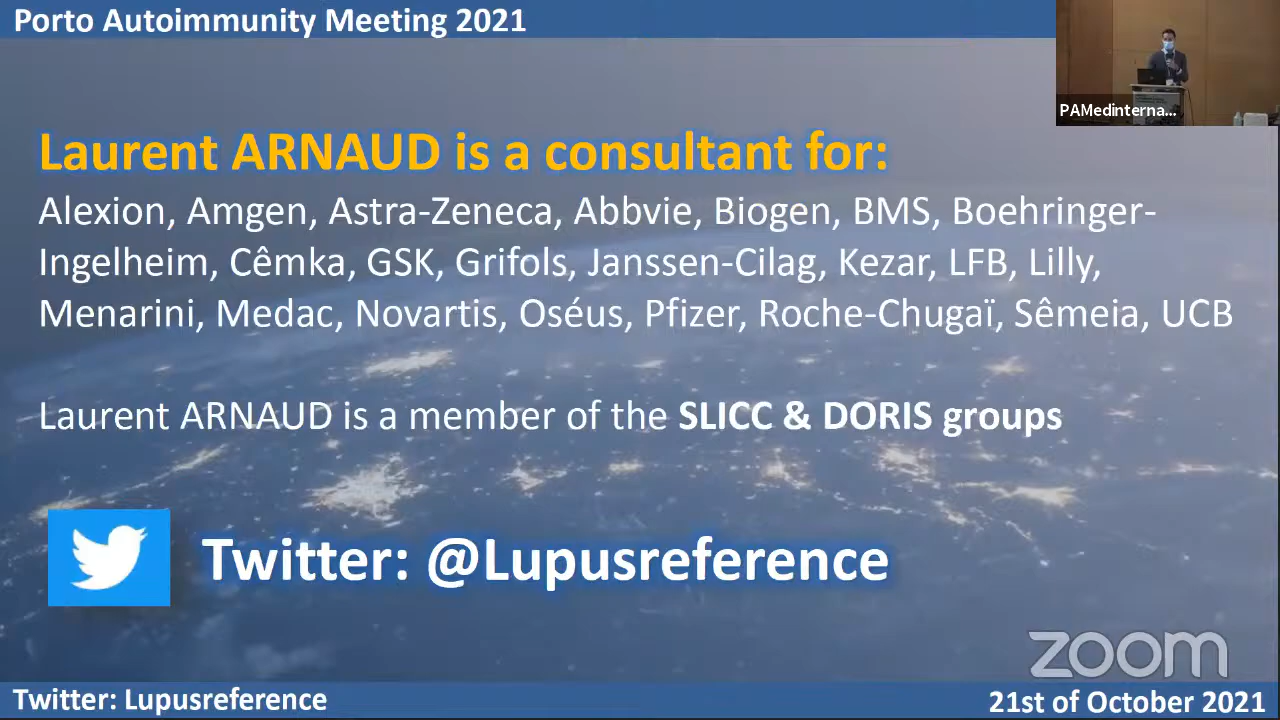 Porto Autoimmunity Meeting 2021
PAMedinterna...
Laurent ARNAUD is a consultant for:
Alexion, Amgen, Astra-Zeneca, Abbvie, Biogen, BMS, Boehringer-
Ingelheim, Cêmka, GSK, Grifols, Janssen-Cilag, Kezar, LFB, Lilly,
Menarini, Medac, Novartis, Oséus, Pfizer, Roche-Chugaï, Sêmeia, UCB
Laurent ARNAUD is a member of the SLICC & DORIS groups
Twitter: @Lupusreference
zoom
Twitter: Lupusreference
21st of October 2021